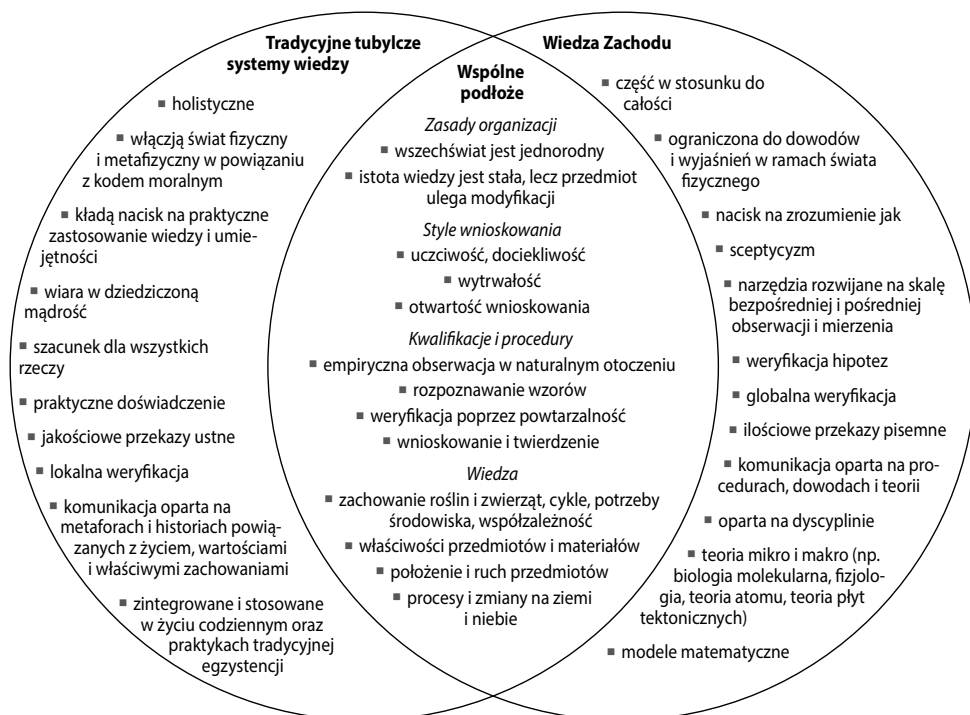 Tradycyjne tubylcze
systemy wiedzy
■ holistyczne
■ włączją świat fizyczny
i metafizyczny w powiązaniu
z kodem moralnym
■ kładą nacisk na praktyczne
zastosowanie wiedzy i umie-
jętności
■ wiara w dziedziczoną
mądrość
■ szacunek dla wszystkich
rzeczy
■ praktyczne doświadczenie
■ jakościowe przekazy ustne
■ lokalna weryfikacja
■ komunikacja oparta na
metaforach i historiach powią-
zanych z życiem, wartościami
i właściwymi zachowaniami
■ zintegrowane i stosowane
w życiu codziennym oraz
praktykach tradycyjnej
egzystencji
Wspólne
podłoże
Zasady organizacji
■ wszechświat jest jednorodny
■ istota wiedzy jest stała, lecz przedmiot
ulega modyfikacji
Style wnioskowania
■ uczciwość, dociekliwość
■ wytrwałość
■ otwartość wnioskowania
Kwalifikacje i procedury
■ empiryczna obserwacja w naturalnym otoczeniu
■ rozpoznawanie wzorów
■ weryfikacja poprzez powtarzalność
■ wnioskowanie i twierdzenie
Wiedza
■ zachowanie roślin i zwierząt, cykle, potrzeby
środowiska, współzależność
■ właściwości przedmiotów i materiałów
■ położenie i ruch przedmiotów
■ procesy i zmiany na ziemi
i niebie
Wiedza Zachodu
■ część w stosunku do
całości
■ ograniczona do dowodów
i wyjaśnień w ramach świata
fizycznego
■ nacisk na zrozumienie jak
■ sceptycyzm
■ narzędzia rozwijane na skalę
bezpośredniej i pośredniej
obserwacji i mierzenia
■ weryfikacja hipotez
■ globalna weryfikacja
■ ilościowe przekazy pisemne
■ komunikacja oparta na pro-
cedurach, dowodach i teorii
■ oparta na dyscyplinie
■ teoria mikro i makro (np.
biologia molekularna, fizjolo-
gia, teoria atomu, teoria płyt
tektonicznych)
■ modele matematyczne